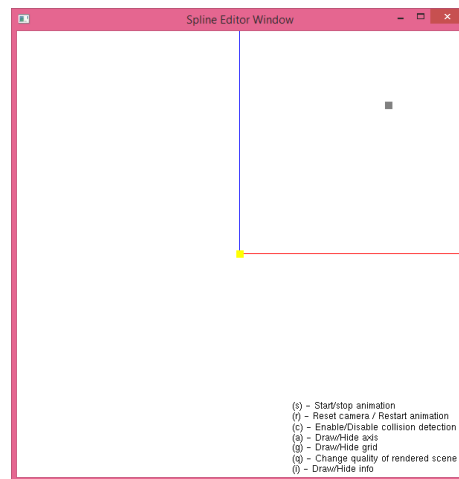 Spline Editor Window
(s) - Start/stop animation
(r) - Reset camera / Restart animation
(c) - Enable/Disable collision detection
(a) - Draw/Hide axis
(g) - Draw/Hide grid
(q) - Change quality of rendered scene
(i) - Draw/Hide info